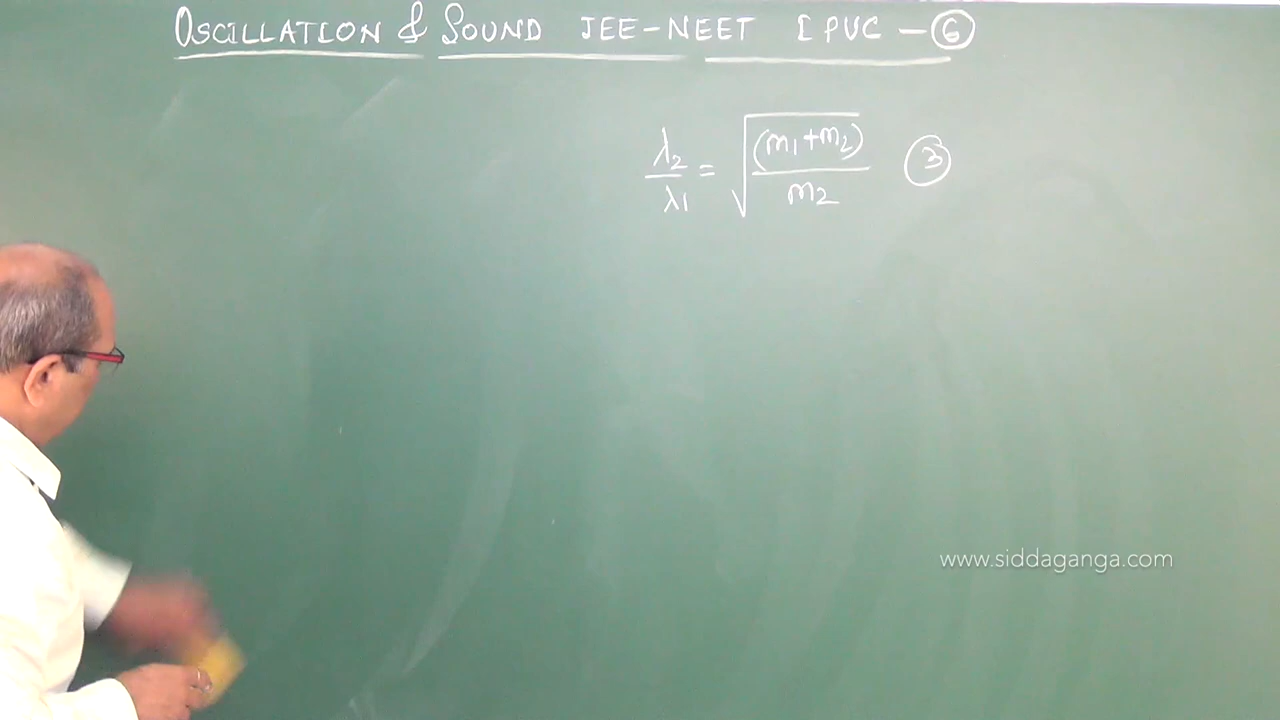 OSCILLATION & SOUND JEE-NEET I PUC - ⑥
λ2/λ1 = √((m1+m2)/m2) ③
www.siddaganga.com